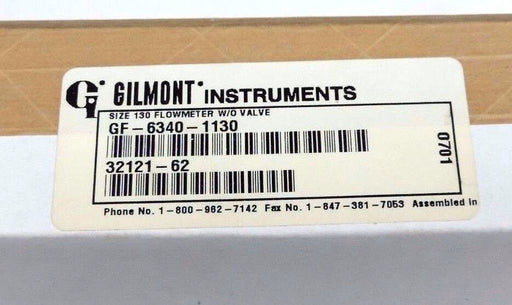 Gi GILMONT INSTRUMENTS
SIZE 130 FLOWMETER W/O VALVE
GF-6340-1130
32121-62
0701
Phone No. 1-800-962-7142 Fax No. 1-847-381-7053 Assembled in